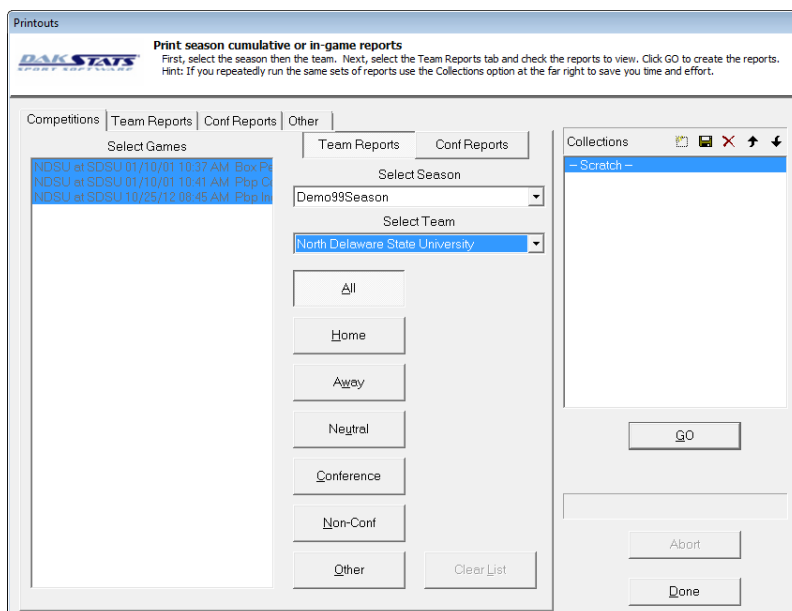 Printouts
Print season cumulative or in-game reports
First, select the season then the team. Next, select the Team Reports tab and check the reports to view. Click GO to create the reports.
Hint: If you repeatedly run the same sets of reports use the Collections option at the far right to save you time and effort.
DAKSTATS
SPORT SOFTWARE
Competitions Team Reports Conf Reports Other
Select Games
NDSU at SDSU 01/10/01 10:37 AM Box Pe
NDSU at SDSU 01/10/01 10:41 AM Pbp C
NDSU at SDSU 10/25/12 08:45 AM Pbp In
Team Reports Conf Reports
Select Season
Demo99Season
Select Team
North Delaware State University
All
Home
Away
Neutral
Conference
Non-Conf
Other Clear List
Collections
-- Scratch --
GO
Abort
Done